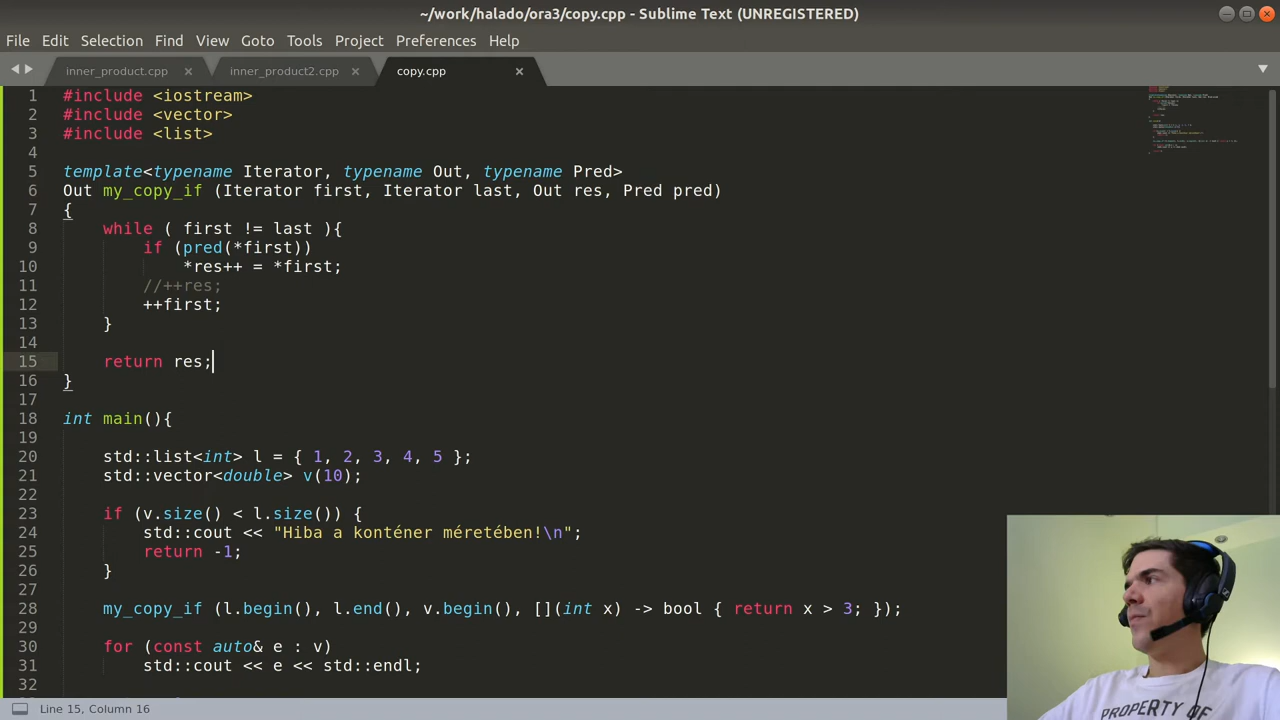 ~/work/halado/ora3/copy.cpp - Sublime Text (UNREGISTERED)
File Edit Selection Find View Goto Tools Project Preferences Help
inner_product.cpp inner_product2.cpp copy.cpp
1 #include <iostream>
2 #include <vector>
3 #include <list>
4
5 template<typename Iterator, typename Out, typename Pred>
6 Out my_copy_if (Iterator first, Iterator last, Out res, Pred pred)
7 {
8 while ( first != last ){
9 if (pred(*first))
10 *res++ = *first;
11 //++res;
12 ++first;
13 }
14
15 return res;
16 }
17
18 int main(){
19
20 std::list<int> l = { 1, 2, 3, 4, 5 };
21 std::vector<double> v(10);
22
23 if (v.size() < l.size()) {
24 std::cout << "Hiba a konténer méretében!\n";
25 return -1;
26 }
27
28 my_copy_if (l.begin(), l.end(), v.begin(), [](int x) -> bool { return x > 3; });
29
30 for (const auto& e : v)
31 std::cout << e << std::endl;
32
Line 15, Column 16
PROPERTY OF